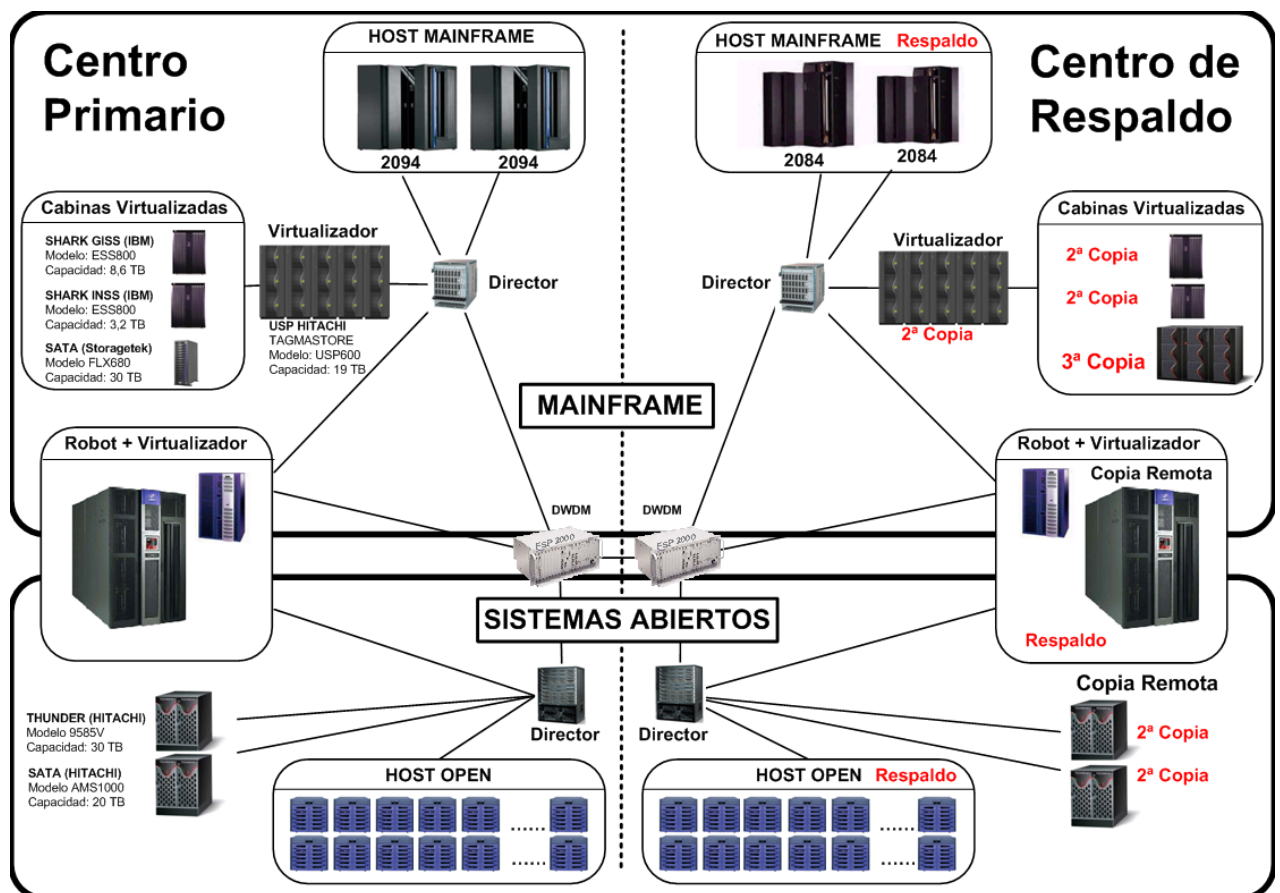 Centro
Primario
HOST MAINFRAME
2094
2094
HOST MAINFRAME Respaldo
2084
2084
Centro de
Respaldo
Cabinas Virtualizadas
SHARK GISS (IBM)
Modelo: ESS800
Capacidad: 8,6 TB
SHARK INSS (IBM)
Modelo: ESS800
Capacidad: 3,2 TB
SATA (Storagetek)
Modelo FLX680
Capacidad: 30 TB
Virtualizador
USP HITACHI
TAGMASTORE
Modelo: USP600
Capacidad: 19 TB
Director
Director
Virtualizador
2ª Copia
Cabinas Virtualizadas
2ª Copia
2ª Copia
3ª Copia
MAINFRAME
Robot + Virtualizador
Robot + Virtualizador
Copia Remota
Respaldo
DWDM
DWDM
FSP 2000
FSP 2000
SISTEMAS ABIERTOS
THUNDER (HITACHI)
Modelo 9585V
Capacidad: 30 TB
SATA (HITACHI)
Modelo AMS1000
Capacidad: 20 TB
Director
Director
Copia Remota
2ª Copia
2ª Copia
HOST OPEN
......
......
HOST OPEN Respaldo
......
......